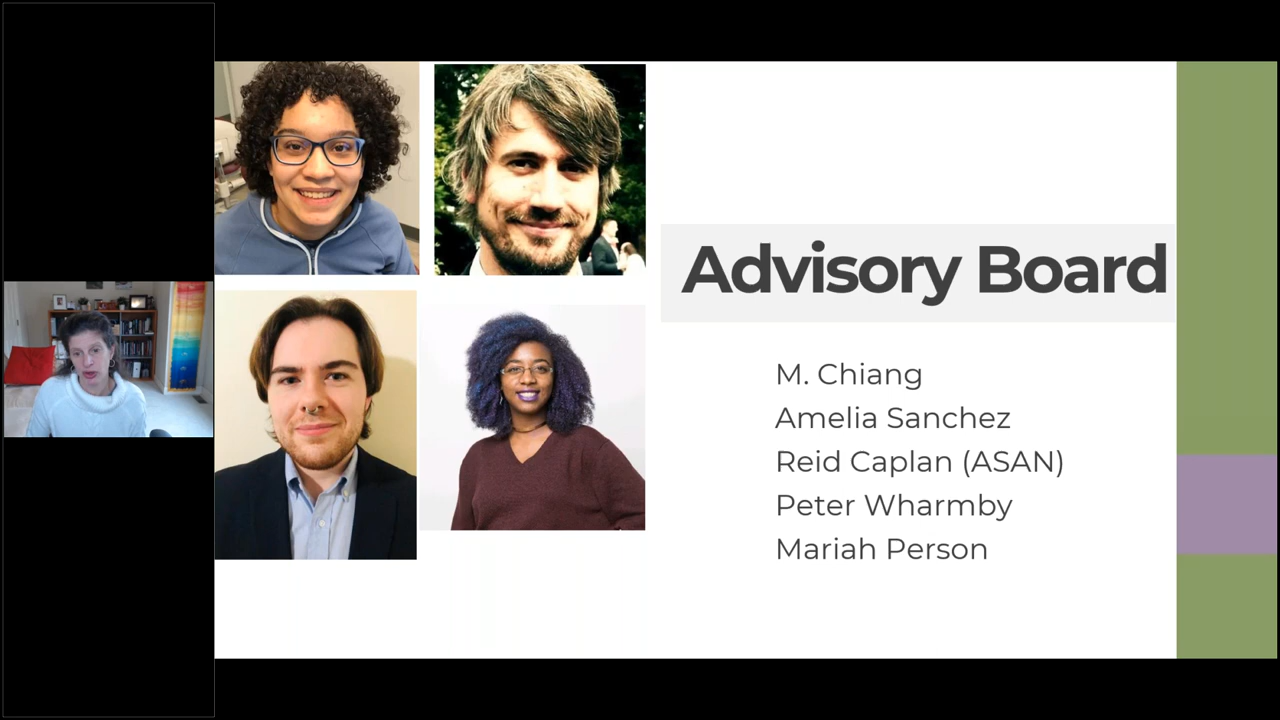 Advisory Board
M. Chiang
Amelia Sanchez
Reid Caplan (ASAN)
Peter Wharmby
Mariah Person